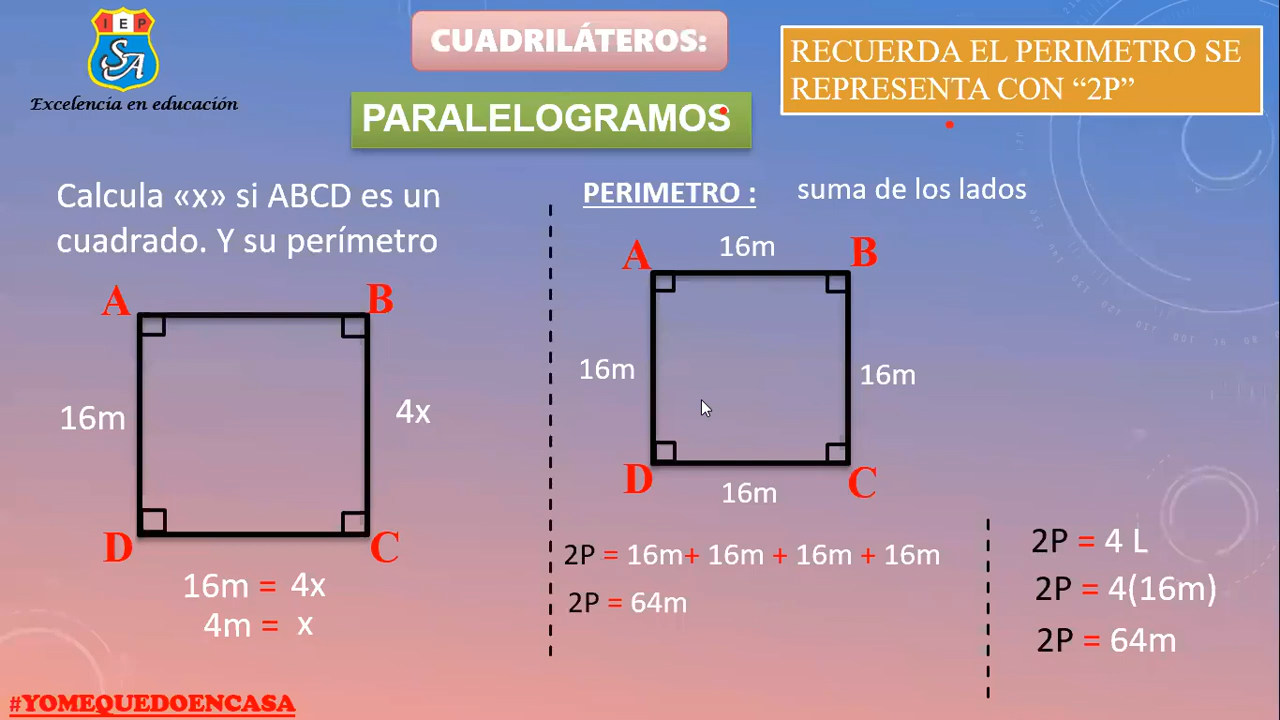 I E P
SA
Excelencia en educación
CUADRILÁTEROS:
PARALELOGRAMOS
RECUERDA EL PERIMETRO SE
REPRESENTA CON “2P”
Calcula «x» si ABCD es un
cuadrado. Y su perímetro
A
B
16m
4x
D
C
16m = 4x
4m = x
PERIMETRO :
suma de los lados
A
16m
B
16m
16m
D
16m
C
2P = 16m+ 16m + 16m + 16m
2P = 64m
2P = 4 L
2P = 4(16m)
2P = 64m
#YOMEQUEDOENCASA